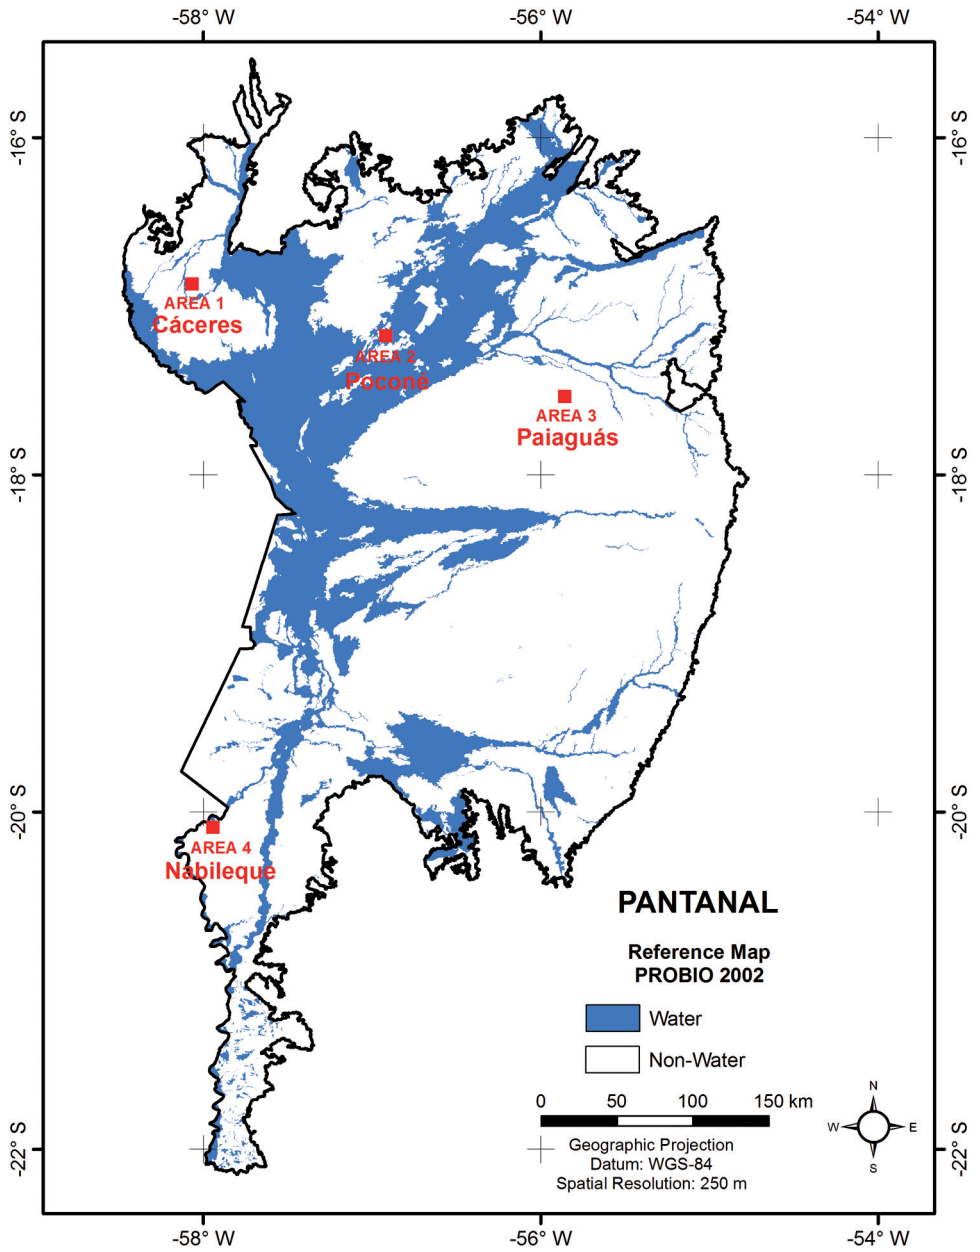 -58° W
-56° W
-54° W
-16° S
-16° S
AREA 1
Cáceres
AREA 2
Poconé
AREA 3
Paiaguás
-18° S
-18° S
-20° S
-20° S
AREA 4
Nabileque
PANTANAL
Reference Map
PROBIO 2002
Water
Non-Water
0 50 100 150 km
N
W E
S
Geographic Projection
Datum: WGS-84
Spatial Resolution: 250 m
-22° S
-22° S
-58° W
-56° W
-54° W